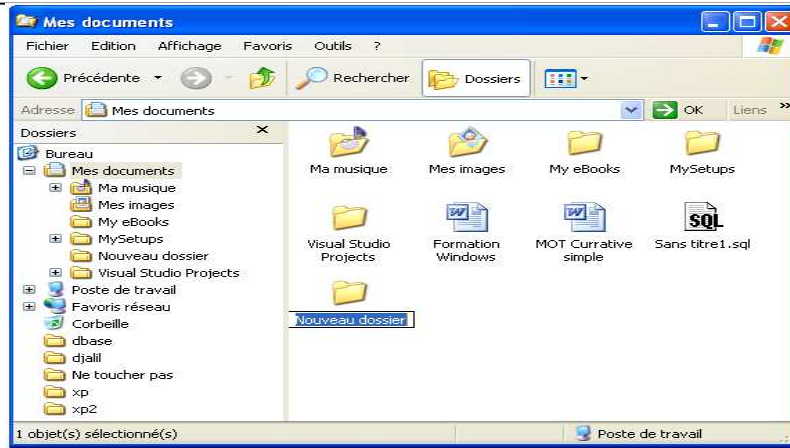 Mes documents
Fichier Edition Affichage Favoris Outils ?
Précédente Rechercher Dossiers
Adresse Mes documents OK Liens »
Dossiers x
Bureau
Mes documents
Ma musique
Mes images
My eBooks
MySetups
Nouveau dossier
Visual Studio Projects
Poste de travail
Favoris réseau
Corbeille
dbase
djalil
Ne toucher pas
xp
xp2
Ma musique Mes images My eBooks MySetups
SQL
Visual Studio Formation MOT Currative Sans titre1.sql
Projects Windows simple
Nouveau dossier
1 objet(s) sélectionné(s) Poste de travail